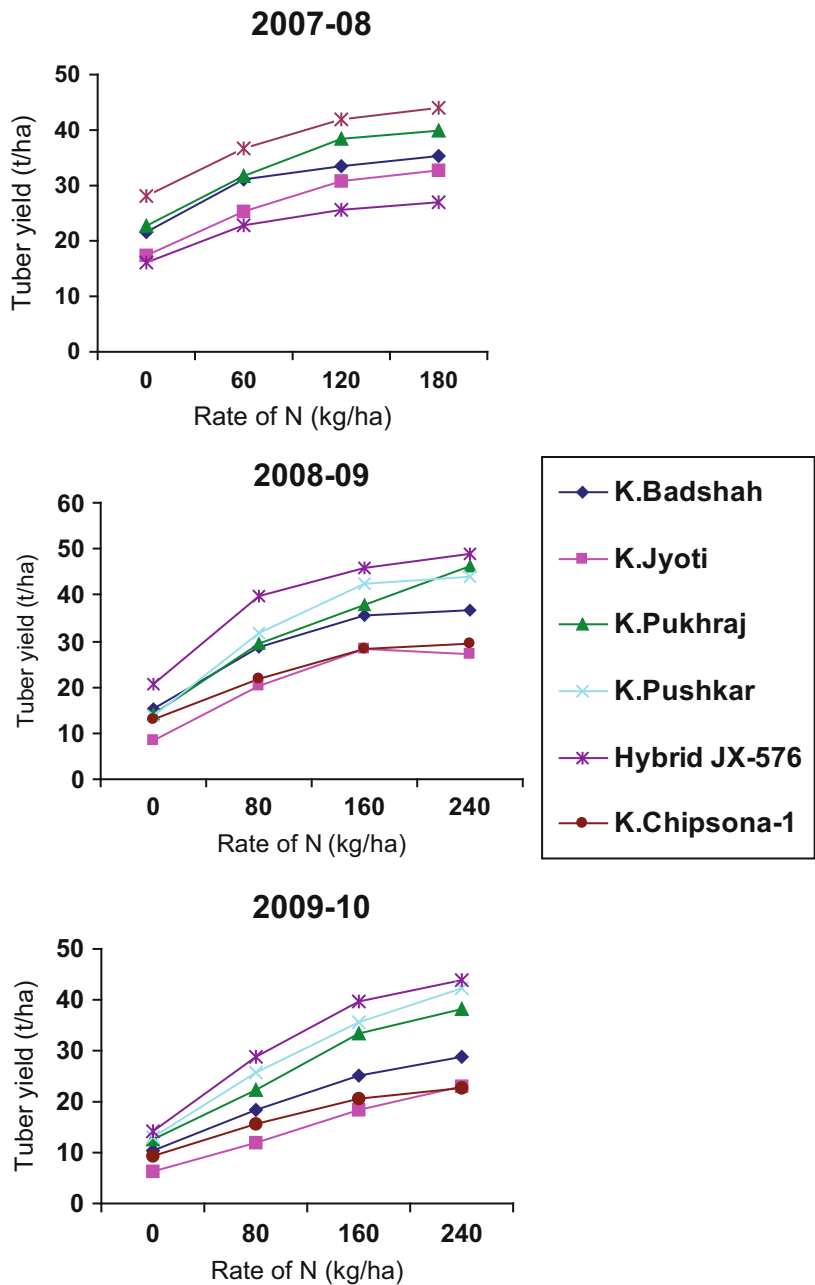 2007-08
Tuber yield (t/ha)
50
40
30
20
10
0
0 60 120 180
Rate of N (kg/ha)
2008-09
Tuber yield (t/ha)
60
50
40
30
20
10
0
0 80 160 240
Rate of N (kg/ha)
K.Badshah
K.Jyoti
K.Pukhraj
K.Pushkar
Hybrid JX-576
K.Chipsona-1
2009-10
Tuber yield (t/ha)
50
40
30
20
10
0
0 80 160 240
Rate of N (kg/ha)